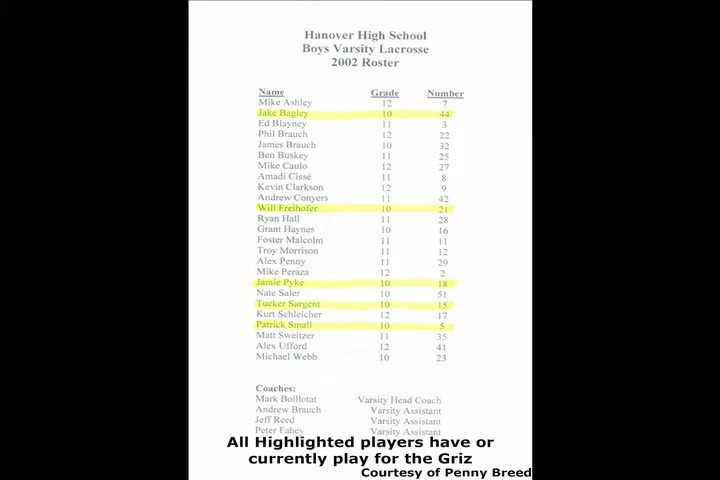 Hanover High School
Boys Varsity Lacrosse
2002 Roster
Name Grade Number
Mike Ashley 12 7
Jake Bagley 10 44
Ed Blayney 11 3
Phil Brauch 12 22
James Brauch 10 32
Ben Buskey 11 25
Mike Caulo 12 27
Amadi Cissé 11 8
Kevin Clarkson 12 9
Andrew Conyers 11 42
Will Freihofer 10 21
Ryan Hall 11 28
Grant Haynes 10 16
Foster Malcolm 11 11
Troy Morrison 11 12
Alex Penny 11 29
Mike Peraza 12 2
Jamie Pyke 10 18
Nate Saler 10 51
Tucker Sargent 10 15
Kurt Schleicher 12 17
Patrick Small 10 5
Matt Sweitzer 11 35
Alex Ufford 12 41
Michael Webb 10 23
Coaches:
Mark Boillotat Varsity Head Coach
Andrew Brauch Varsity Assistant
Jeff Reed Varsity Assistant
Peter Fahey Varsity Assistant
All Highlighted players have or
currently play for the Griz
Courtesy of Penny Breed